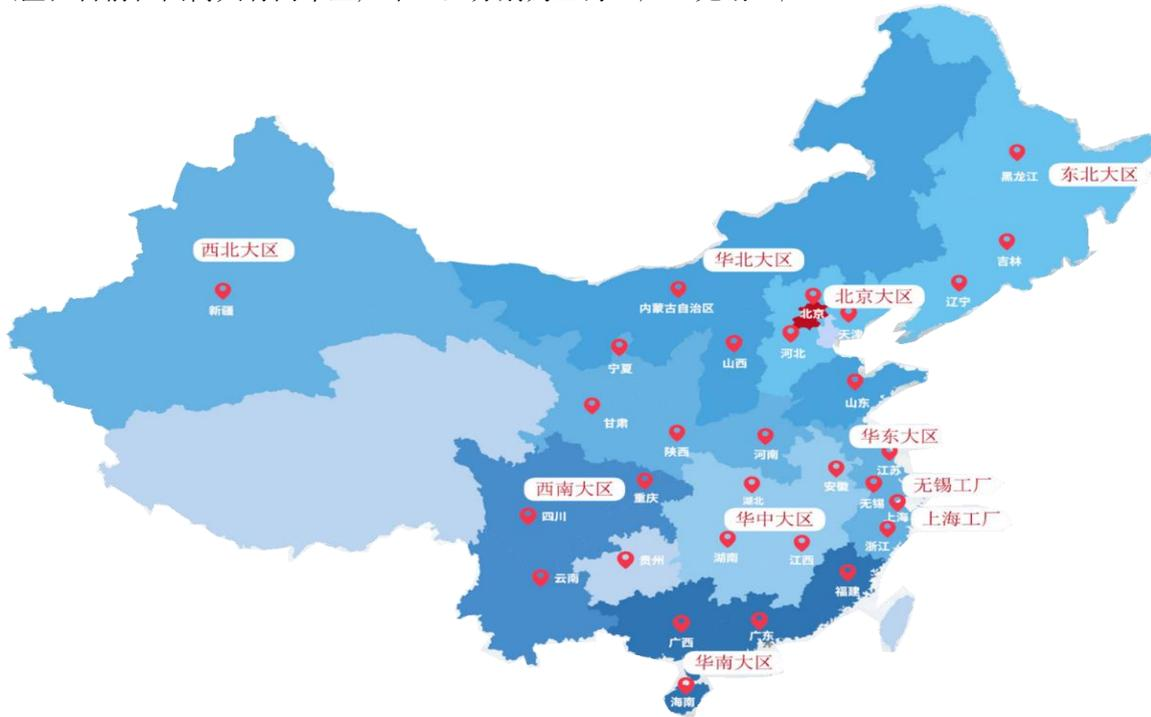 黑龙江
东北大区
西北大区
吉林
华北大区
新疆
内蒙古自治区
北京大区
辽宁
北京
天津
宁夏
山西
河北
山东
甘肃
陕西
河南
华东大区
江苏
西南大区
重庆
湖北
安徽
无锡
无锡工厂
四川
华中大区
上海
上海工厂
浙江
湖南
江西
贵州
云南
福建
广西
广东
华南大区
海南